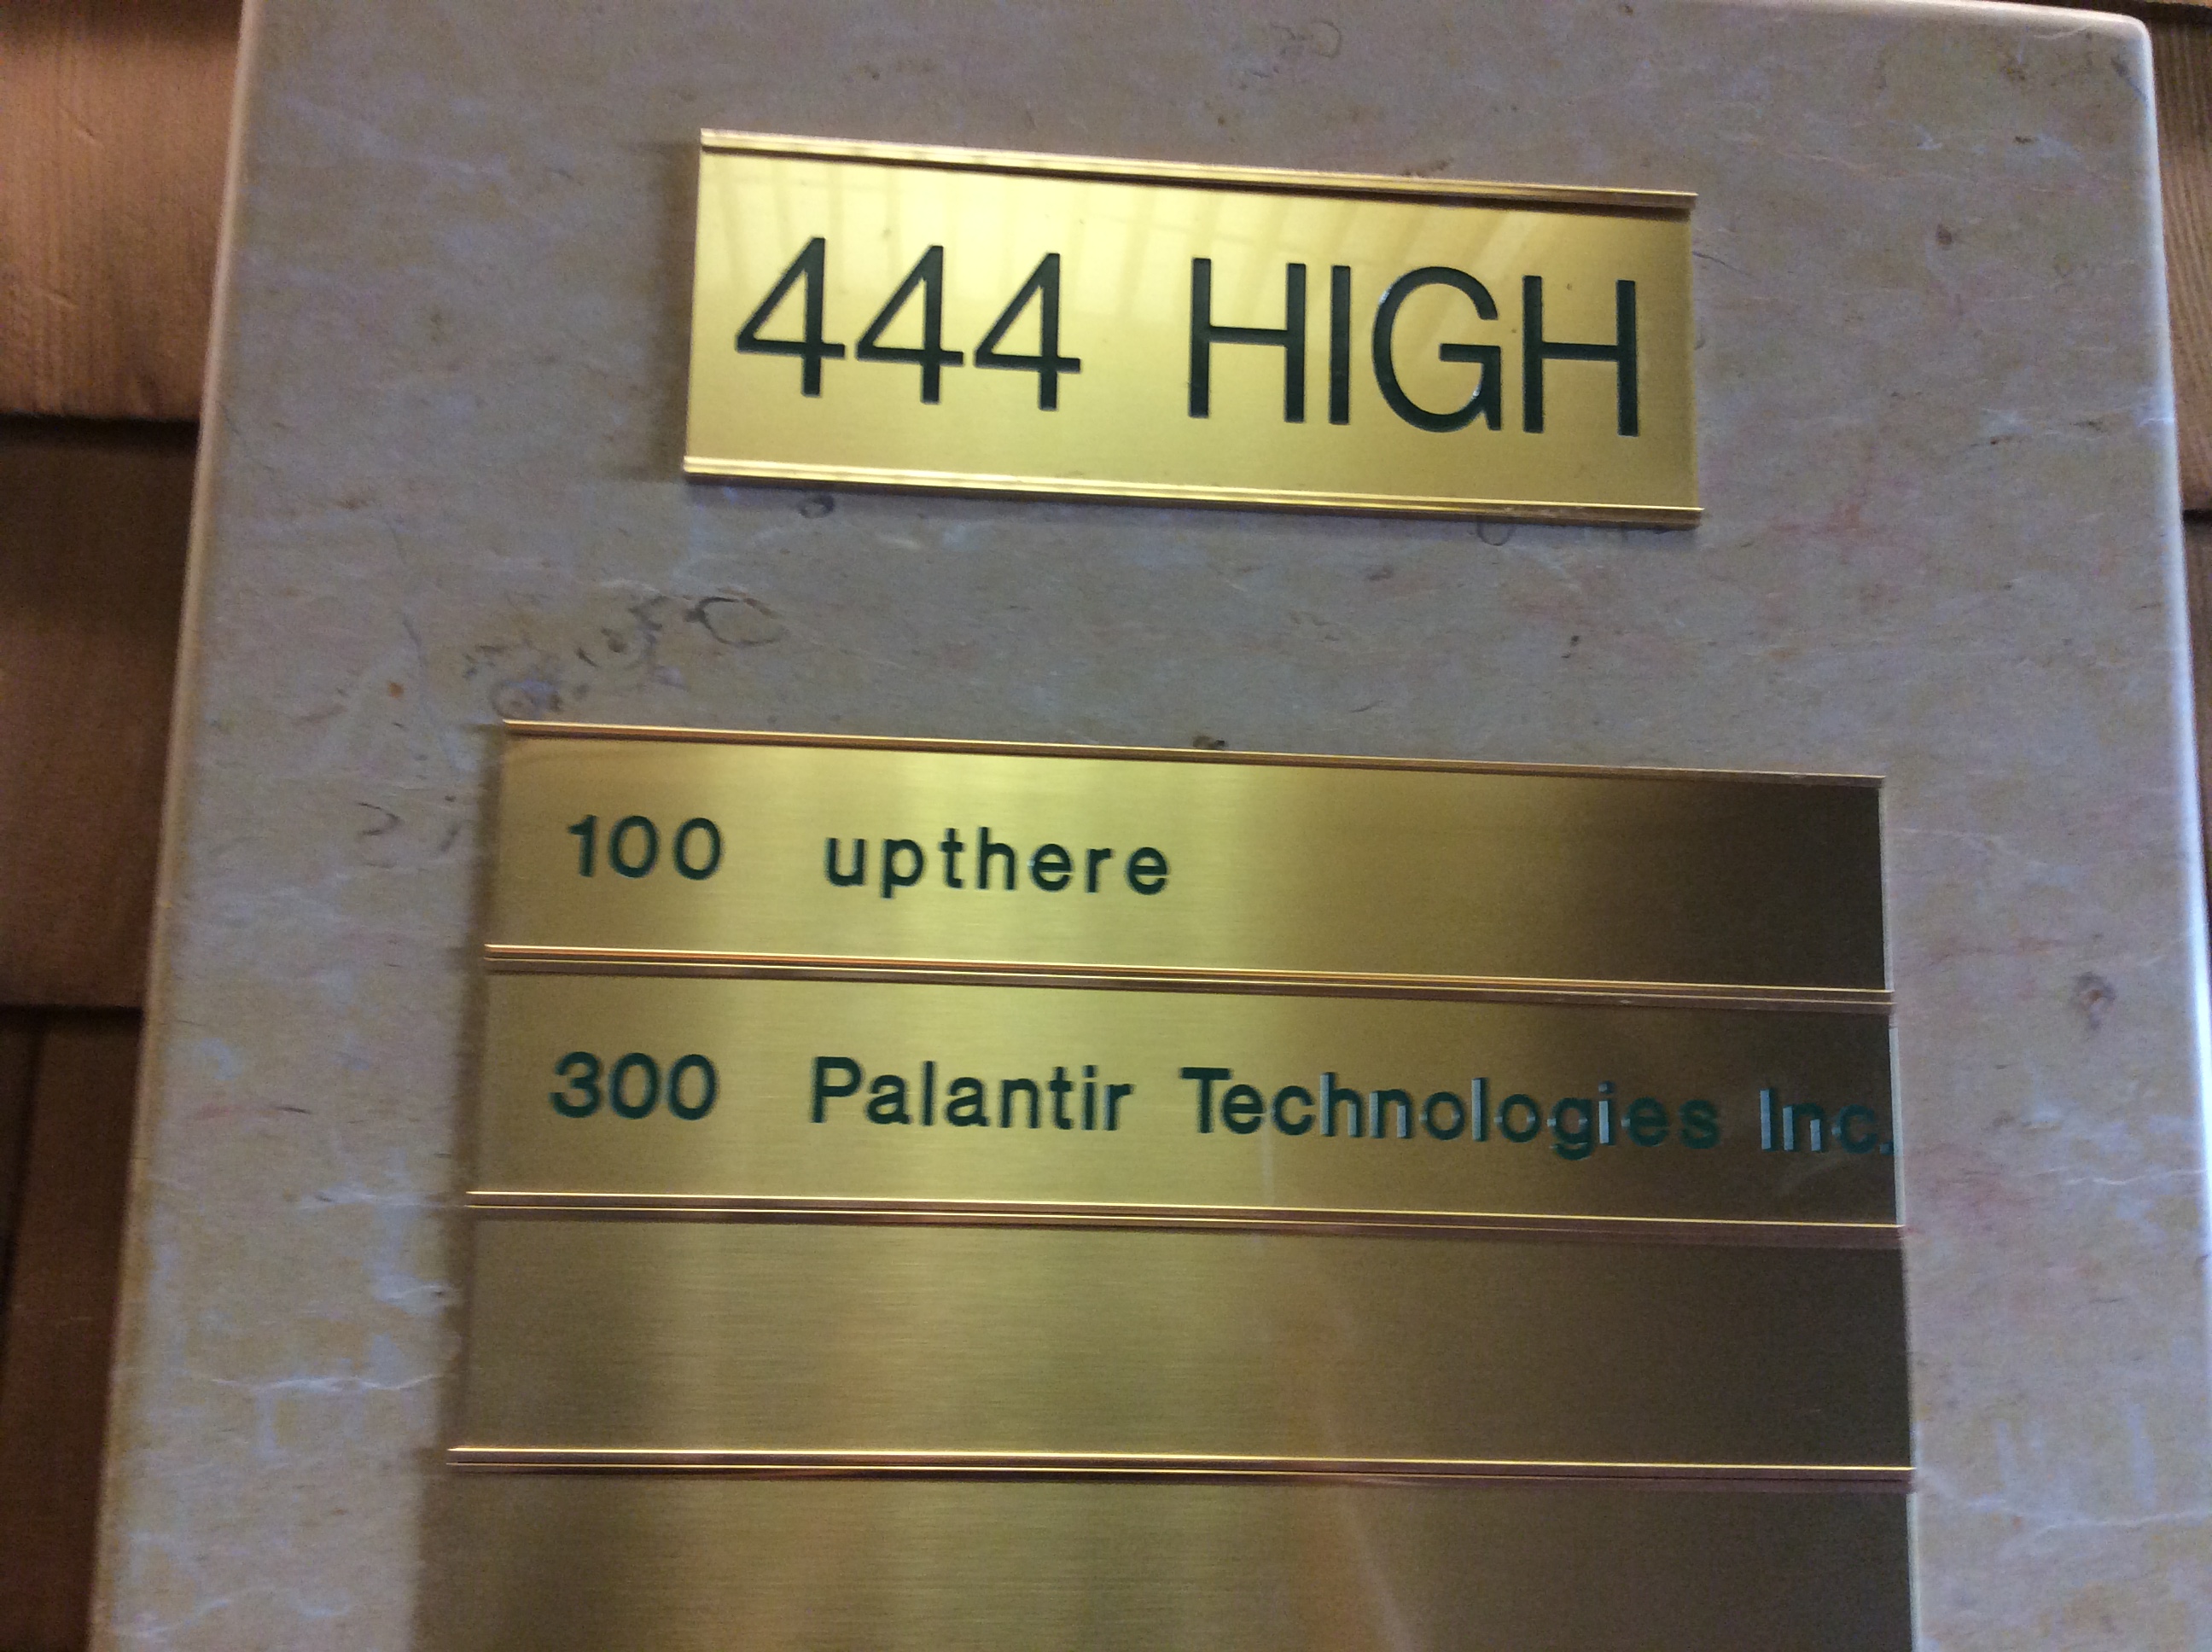 444 HIGH
100 upthere
300 Palantir Technologies Inc.